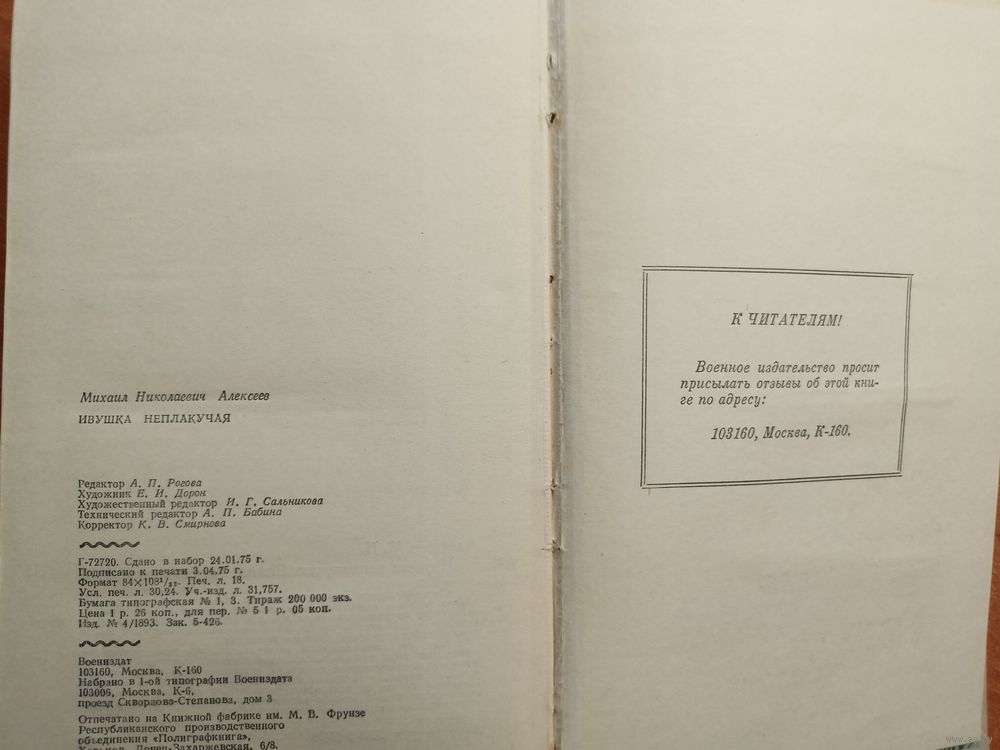 Михаил Николаевич Алексеев
ИВУШКА НЕПЛАКУЧАЯ
Редактор А. П. Рогова
Художник Е. И. Дорон
Художественный редактор И. Г. Сальникова
Технический редактор А. П. Бабина
Корректор К. В. Смирнова
Г-72720. Сдано в набор 24.01.75 г.
Подписано к печати 3.04.75 г.
Формат 84×108¹/₃₂. Печ. л. 18.
Усл. печ. л. 30,24. Уч.-изд. л. 31,757.
Бумага типографская № 1, 3. Тираж 200 000 экз.
Цена 1 р. 26 коп., для пер. № 5 1 р. 05 коп.
Изд. № 4/1893. Зак. 5-426.
Воениздат
103160, Москва, К-160
Набрано в 1-ой типографии Воениздата
103006, Москва, К-6,
проезд Скворцова-Степанова, дом 3
Отпечатано на Книжной фабрике им. М. В. Фрунзе
Республиканского производственного
объединения «Полиграфкнига»,
Харьков, Донец-Захаржевская, 6/8.
К ЧИТАТЕЛЯМ!
Военное издательство просит
присылать отзывы об этой кни-
ге по адресу:
103160, Москва, К-160.